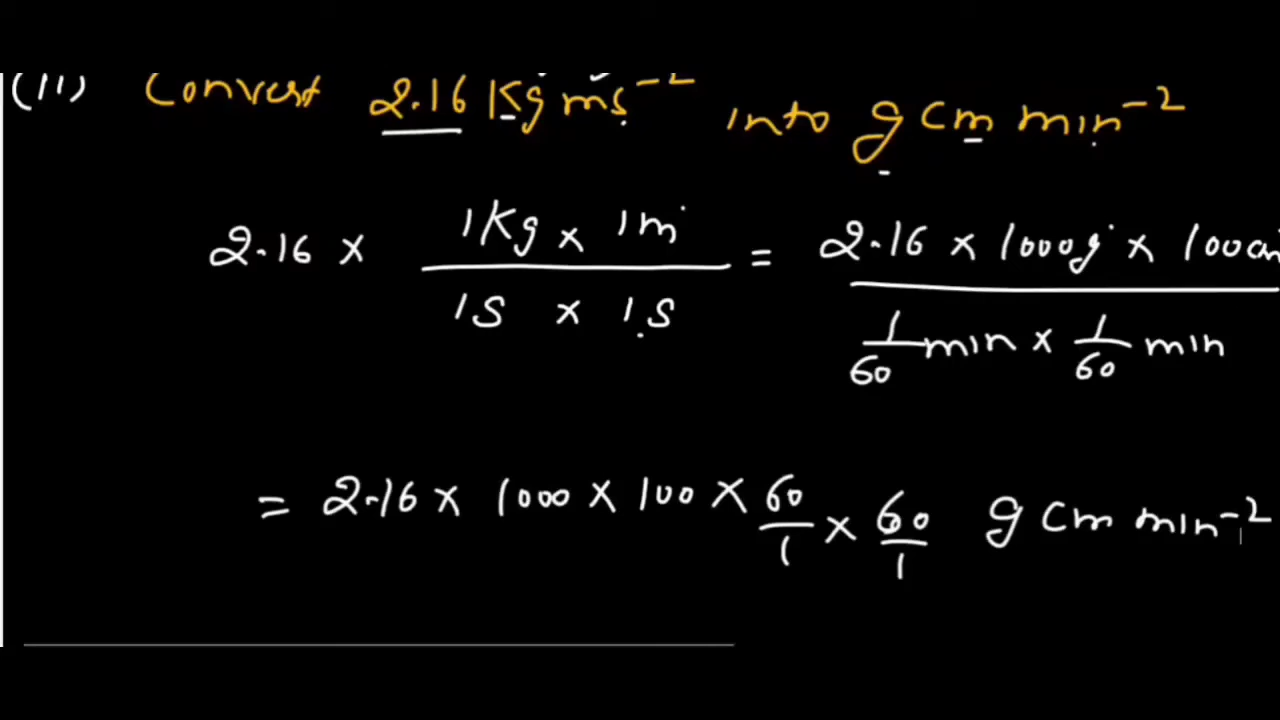 (11) Convert 2.16 Kg ms⁻² into g cm min⁻²
2.16 × 1Kg × 1m / 1S × 1S = 2.16 × 1000g × 100cm / 1/60 min × 1/60 min
= 2.16 × 1000 × 100 × 60/1 × 60/1 g cm min⁻²